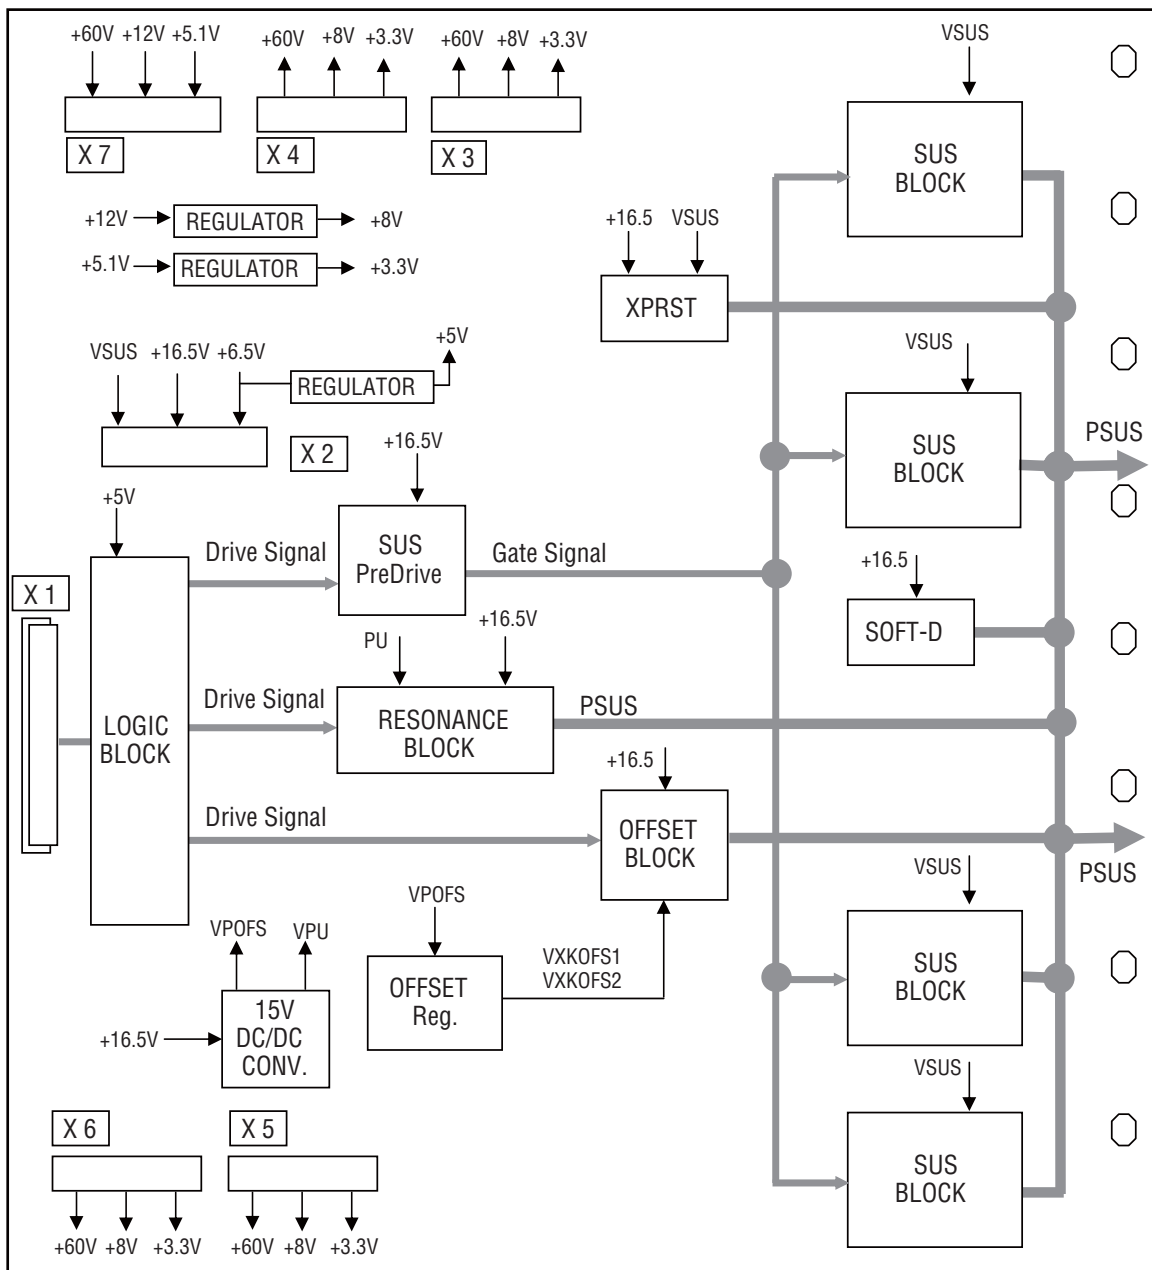 +60V +12V +5.1V
+60V +8V +3.3V
+60V +8V +3.3V
VSUS
X 7
X 4
X 3
SUS
BLOCK
+12V REGULATOR +8V
+5.1V REGULATOR +3.3V
+16.5 VSUS
XPRST
VSUS +16.5V +6.5V
REGULATOR
+5V
VSUS
X 2
+16.5V
SUS
BLOCK
PSUS
+5V
Drive Signal
SUS
PreDrive
Gate Signal
+16.5
X 1
SOFT-D
PU
+16.5V
Drive Signal
RESONANCE
BLOCK
PSUS
LOGIC
BLOCK
+16.5
Drive Signal
OFFSET
BLOCK
VSUS
PSUS
VPOFS VPU
VPOFS
VXKOFS1
VXKOFS2
SUS
BLOCK
OFFSET
Reg.
+16.5V
15V
DC/DC
CONV.
VSUS
X 6
X 5
SUS
BLOCK
+60V +8V +3.3V
+60V +8V +3.3V